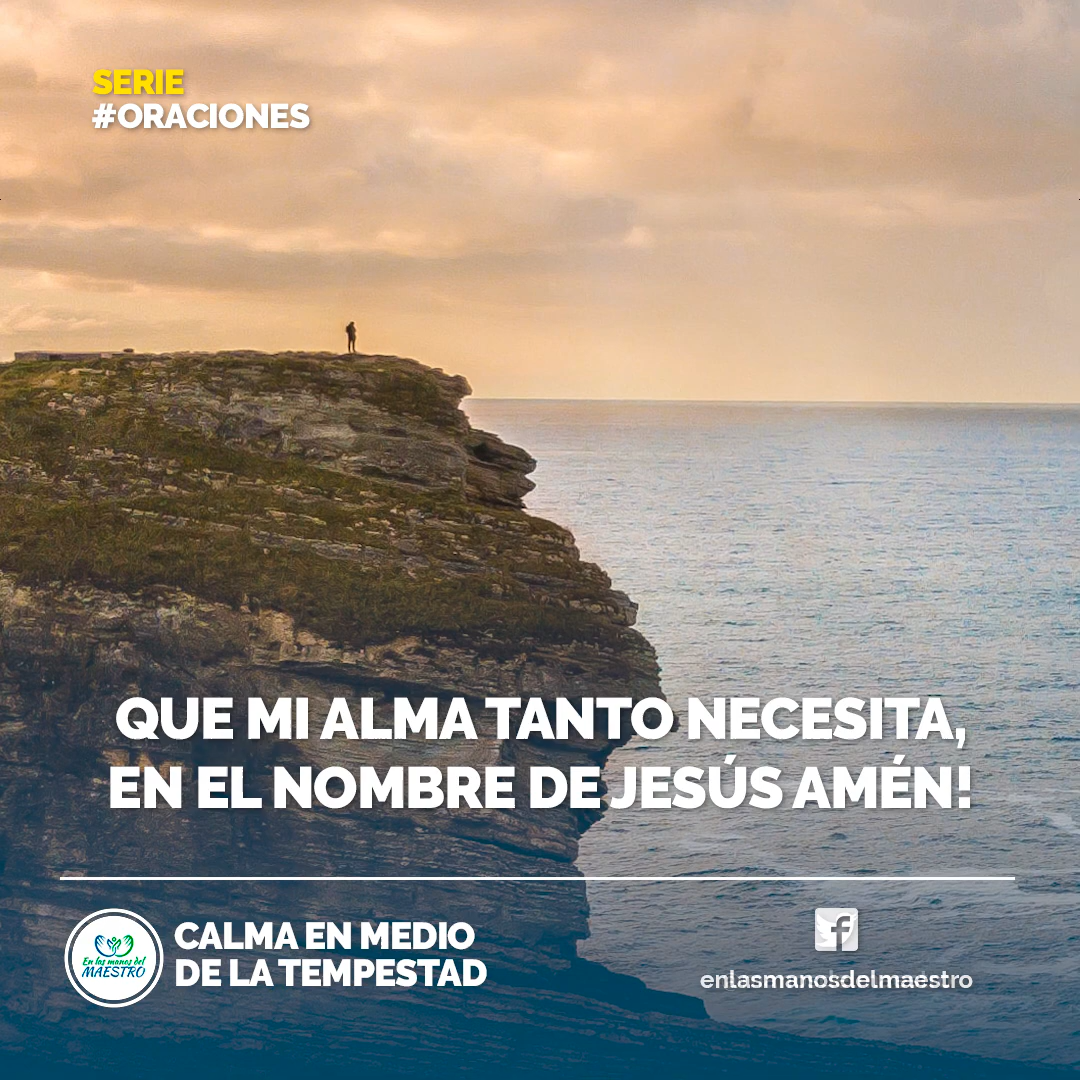 SERIE
#ORACIONES
QUE MI ALMA TANTO NECESITA,
EN EL NOMBRE DE JESÚS AMÉN!
En las manos del
MAESTRO
CALMA EN MEDIO
DE LA TEMPESTAD
f
enlasmanosdelmaestro